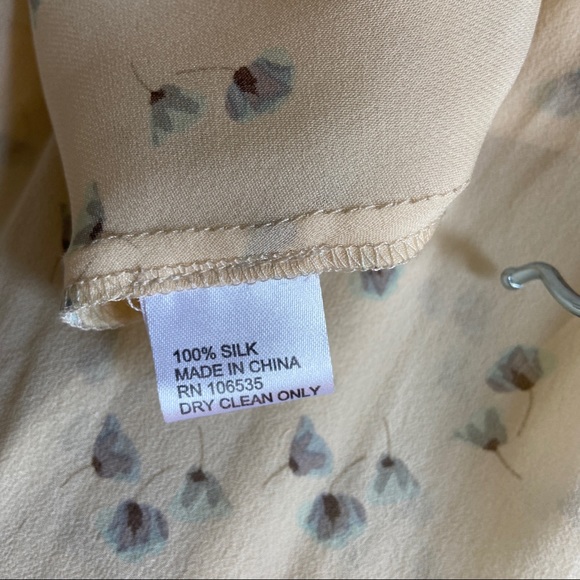 100% SILK
MADE IN CHINA
RN 106535
DRY CLEAN ONLY